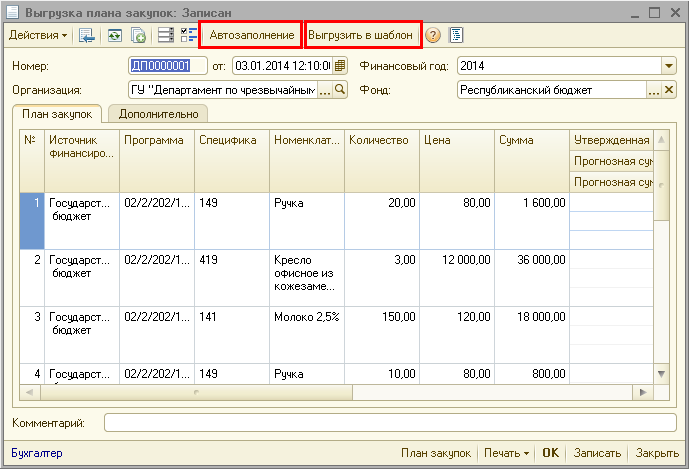 Выгрузка плана закупок: Записан
Действия Автозаполнение Выгрузить в шаблон
Номер: ДП0000001 от: 03.01.2014 12:10:0 Финансовый год: 2014
Организация: ГУ "Департамент по чрезвычайным ... Фонд: Республиканский бюджет ...
План закупок Дополнительно
№ Источник финансиро... Программа Специфика Номенклат... Количество Цена Сумма Утвержденная
Прогнозная сум
Прогнозная сум
1 Государст... бюджет 02/2/202/1... 149 Ручка 20,00 80,00 1 600,00
2 Государст... бюджет 02/2/202/1... 419 Кресло офисное из кожезаме... 3,00 12 000,00 36 000,00
3 Государст... бюджет 02/2/202/1... 141 Молоко 2,5% 150,00 120,00 18 000,00
4 Государст... бюджет 02/2/202/1... 149 Ручка 10,00 80,00 800,00
Комментарий:
Бухгалтер План закупок Печать ОК Записать Закрыть